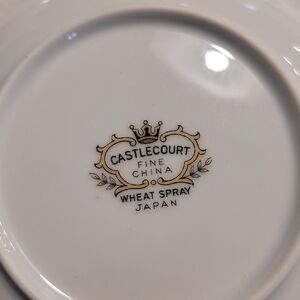 CASTLECOURT
FINE
CHINA
WHEAT SPRAY
JAPAN